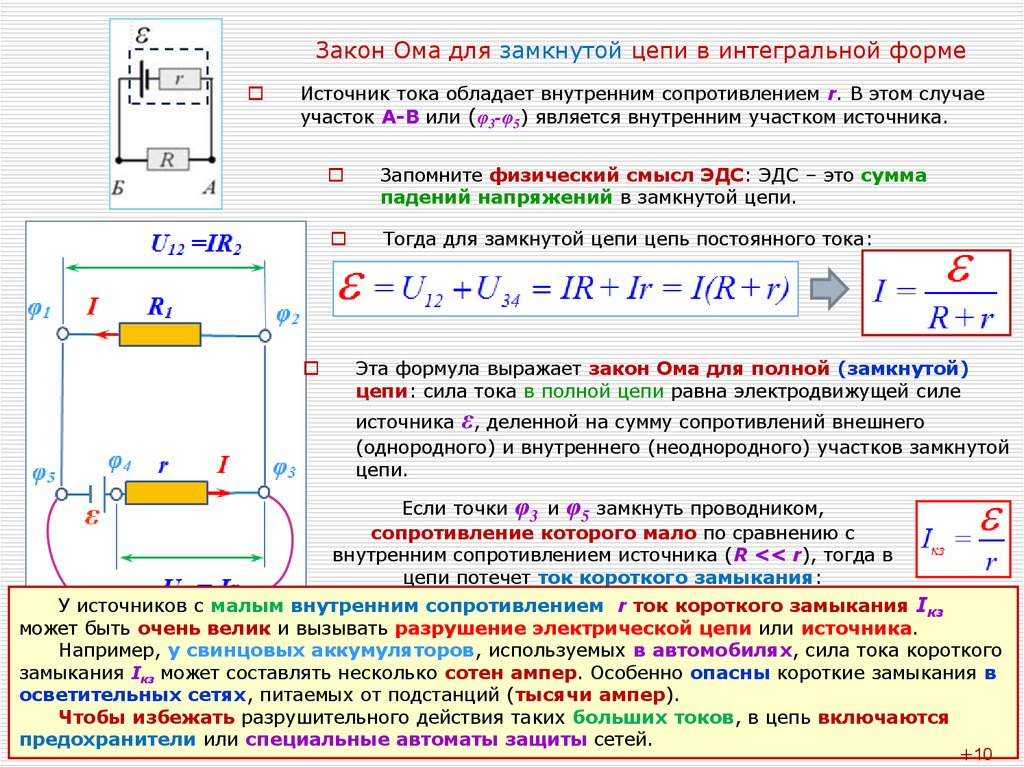 Закон Ома для замкнутой цепи в интегральной форме
ε
r
R
Б А
Источник тока обладает внутренним сопротивлением r. В этом случае
участок А-В или (φ3-φ5) является внутренним участком источника.
Запомните физический смысл ЭДС: ЭДС – это сумма
падений напряжений в замкнутой цепи.
Тогда для замкнутой цепи цепь постоянного тока:
ε = U12 + U34 = IR + Ir = I(R + r)
I = ε / (R + r)
U12 =IR2
φ1 I R1 φ2
φ5 φ4 r I φ3
ε
Эта формула выражает закон Ома для полной (замкнутой)
цепи: сила тока в полной цепи равна электродвижущей силе
источника ε, деленной на сумму сопротивлений внешнего
(однородного) и внутреннего (неоднородного) участков замкнутой
цепи.
Если точки φ3 и φ5 замкнуть проводником,
сопротивление которого мало по сравнению с
внутренним сопротивлением источника (R << r), тогда в
цепи потечет ток короткого замыкания:
Iкз = ε / r
У источников с малым внутренним сопротивлением r ток короткого замыкания Iкз
может быть очень велик и вызывать разрушение электрической цепи или источника.
Например, у свинцовых аккумуляторов, используемых в автомобилях, сила тока короткого
замыкания Iкз может составлять несколько сотен ампер. Особенно опасны короткие замыкания в
осветительных сетях, питаемых от подстанций (тысячи ампер).
Чтобы избежать разрушительного действия таких больших токов, в цепь включаются
предохранители или специальные автоматы защиты сетей.
+10